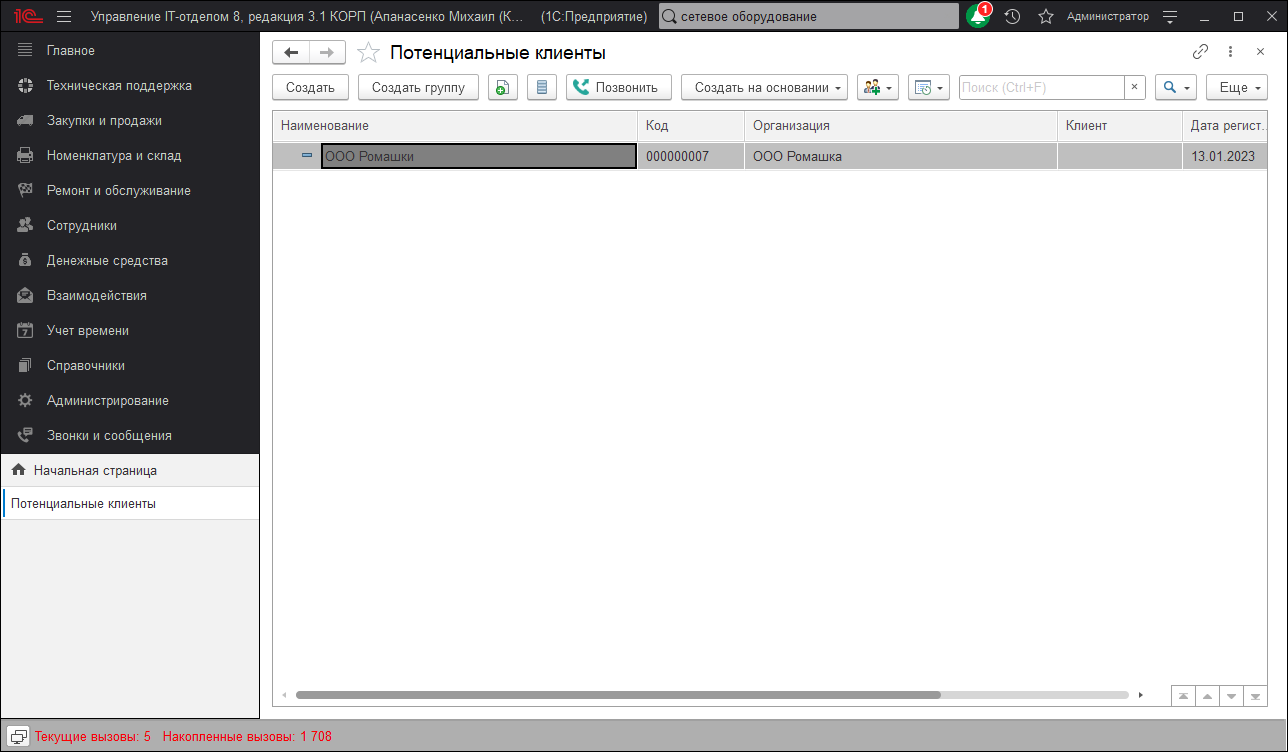 1С Управление IT-отделом 8, редакция 3.1 КОРП (Апанасенко Михаил (К... (1С:Предприятие) сетевое оборудование 1 Администратор
Главное
Техническая поддержка
Закупки и продажи
Номенклатура и склад
Ремонт и обслуживание
Сотрудники
Денежные средства
Взаимодействия
7 Учет времени
Справочники
Администрирование
Звонки и сообщения
Начальная страница
Потенциальные клиенты
Потенциальные клиенты
Создать Создать группу Позвонить Создать на основании Поиск (Ctrl+F) × Еще
Наименование Код Организация Клиент Дата регист...
ООО Ромашки 000000007 ООО Ромашка 13.01.2023
Текущие вызовы: 5 Накопленные вызовы: 1 708